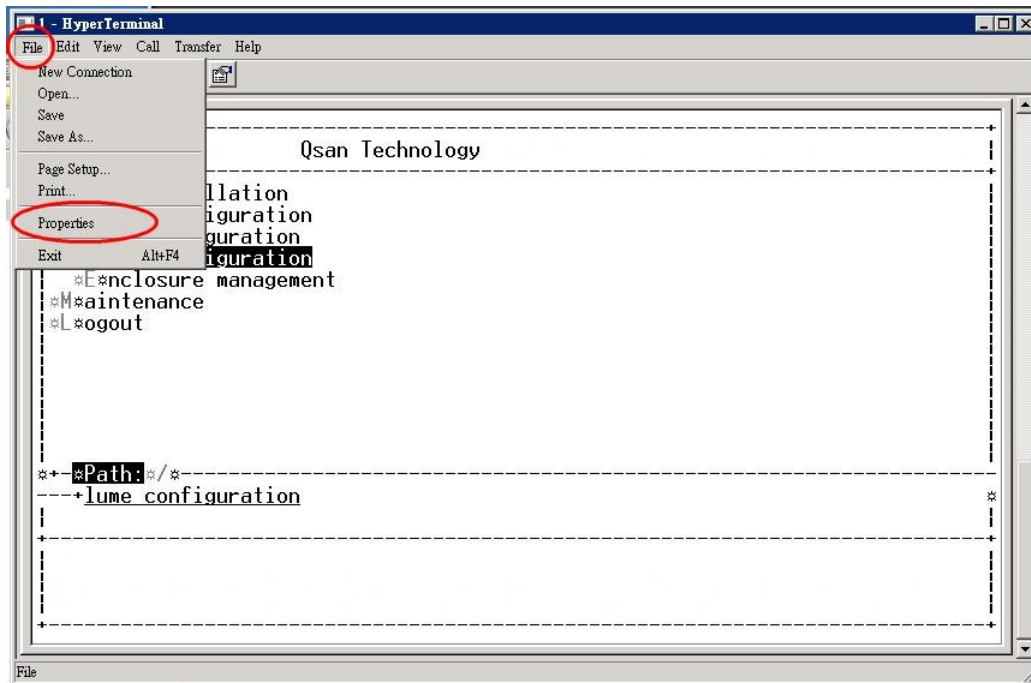 1 - HyperTerminal
File Edit View Call Transfer Help
New Connection
Open...
Save
Save As...
Page Setup...
Print...
Properties
Exit Alt+F4
Qsan Technology
llation
iguration
guration
iguration
¤E¤nclosure management
¤M¤aintenance
¤L¤ogout
¤+-¤Path:¤/¤
---+lume configuration ¤
File